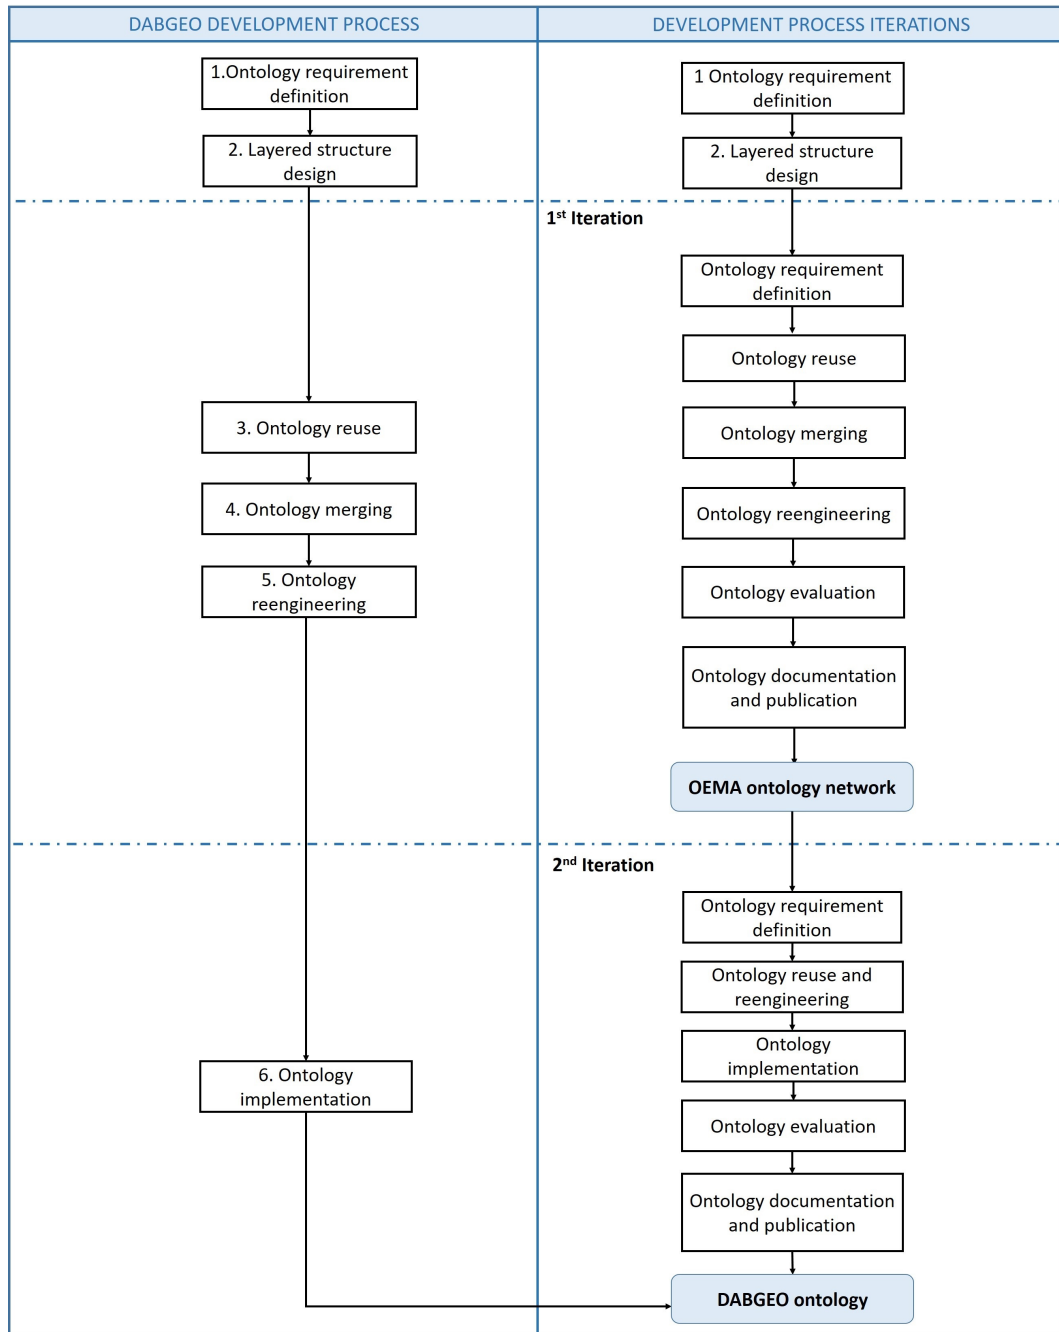 DABGEO DEVELOPMENT PROCESS
DEVELOPMENT PROCESS ITERATIONS
1.Ontology requirement
definition
2. Layered structure
design
3. Ontology reuse
4. Ontology merging
5. Ontology
reengineering
6. Ontology
implementation
1 Ontology requirement
definition
2. Layered structure
design
1st Iteration
Ontology requirement
definition
Ontology reuse
Ontology merging
Ontology reengineering
Ontology evaluation
Ontology documentation
and publication
OEMA ontology network
2nd Iteration
Ontology requirement
definition
Ontology reuse and
reengineering
Ontology
implementation
Ontology evaluation
Ontology documentation
and publication
DABGEO ontology